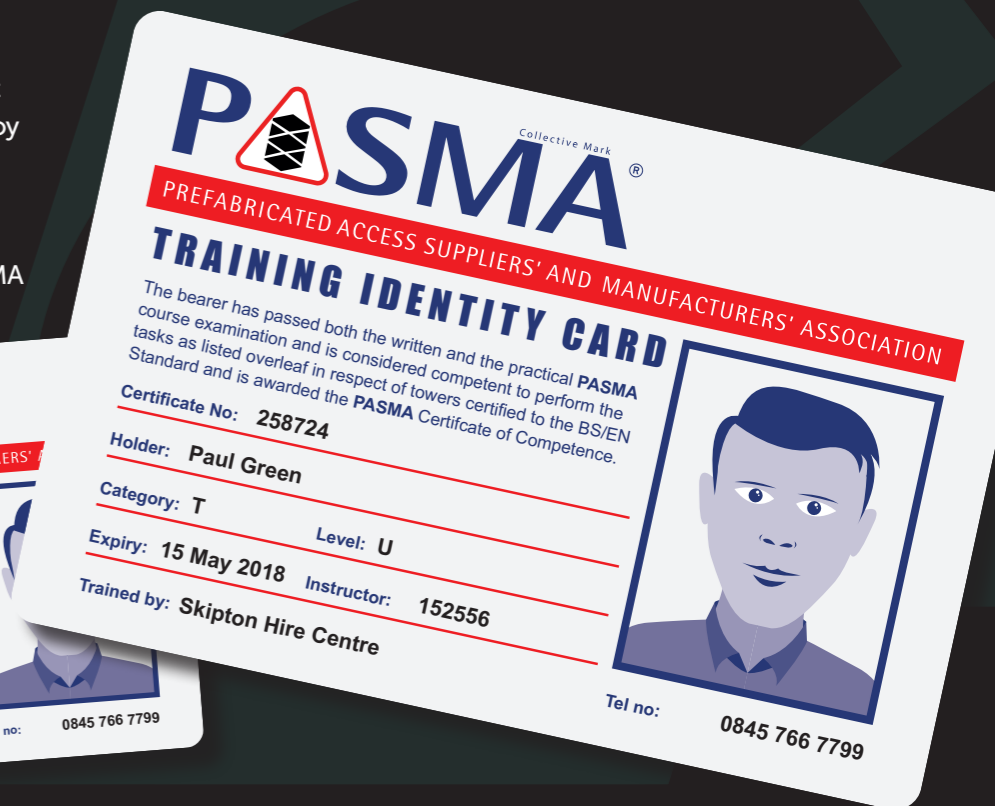 by
MA
PASMA
Collective Mark
®
PREFABRICATED ACCESS SUPPLIERS' AND MANUFACTURERS' ASSOCIATION
TRAINING IDENTITY CARD
The bearer has passed both the written and the practical PASMA
course examination and is considered competent to perform the
tasks as listed overleaf in respect of towers certified to the BS/EN
Standard and is awarded the PASMA Certifcate of Competence.
Certificate No: 258724
Holder: Paul Green
Category: T Level: U
Expiry: 15 May 2018 Instructor: 152556
Trained by: Skipton Hire Centre
Tel no: 0845 766 7799
ERS'
no: 0845 766 7799